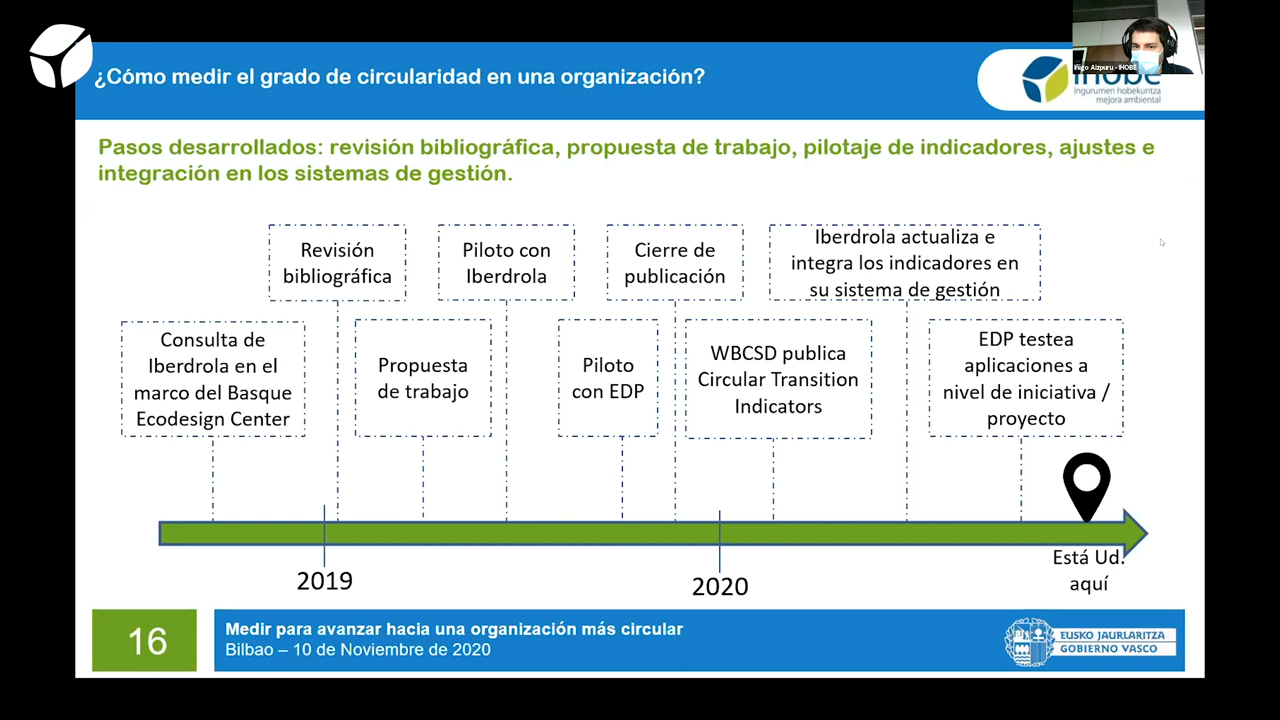 ¿Cómo medir el grado de circularidad en una organización?
Iñigo Aizpuru - IHOBE
ihobe
ingurumen hobekuntza
mejora ambiental
Pasos desarrollados: revisión bibliográfica, propuesta de trabajo, pilotaje de indicadores, ajustes e
integración en los sistemas de gestión.
Revisión
bibliográfica
Piloto con
Iberdrola
Cierre de
publicación
Iberdrola actualiza e
integra los indicadores en
su sistema de gestión
Consulta de
Iberdrola en el
marco del Basque
Ecodesign Center
Propuesta
de trabajo
Piloto
con EDP
WBCSD publica
Circular Transition
Indicators
EDP testea
aplicaciones a
nivel de iniciativa /
proyecto
2019
2020
Está Ud.
aquí
16
Medir para avanzar hacia una organización más circular
Bilbao – 10 de Noviembre de 2020
EUSKO JAURLARITZA
GOBIERNO VASCO